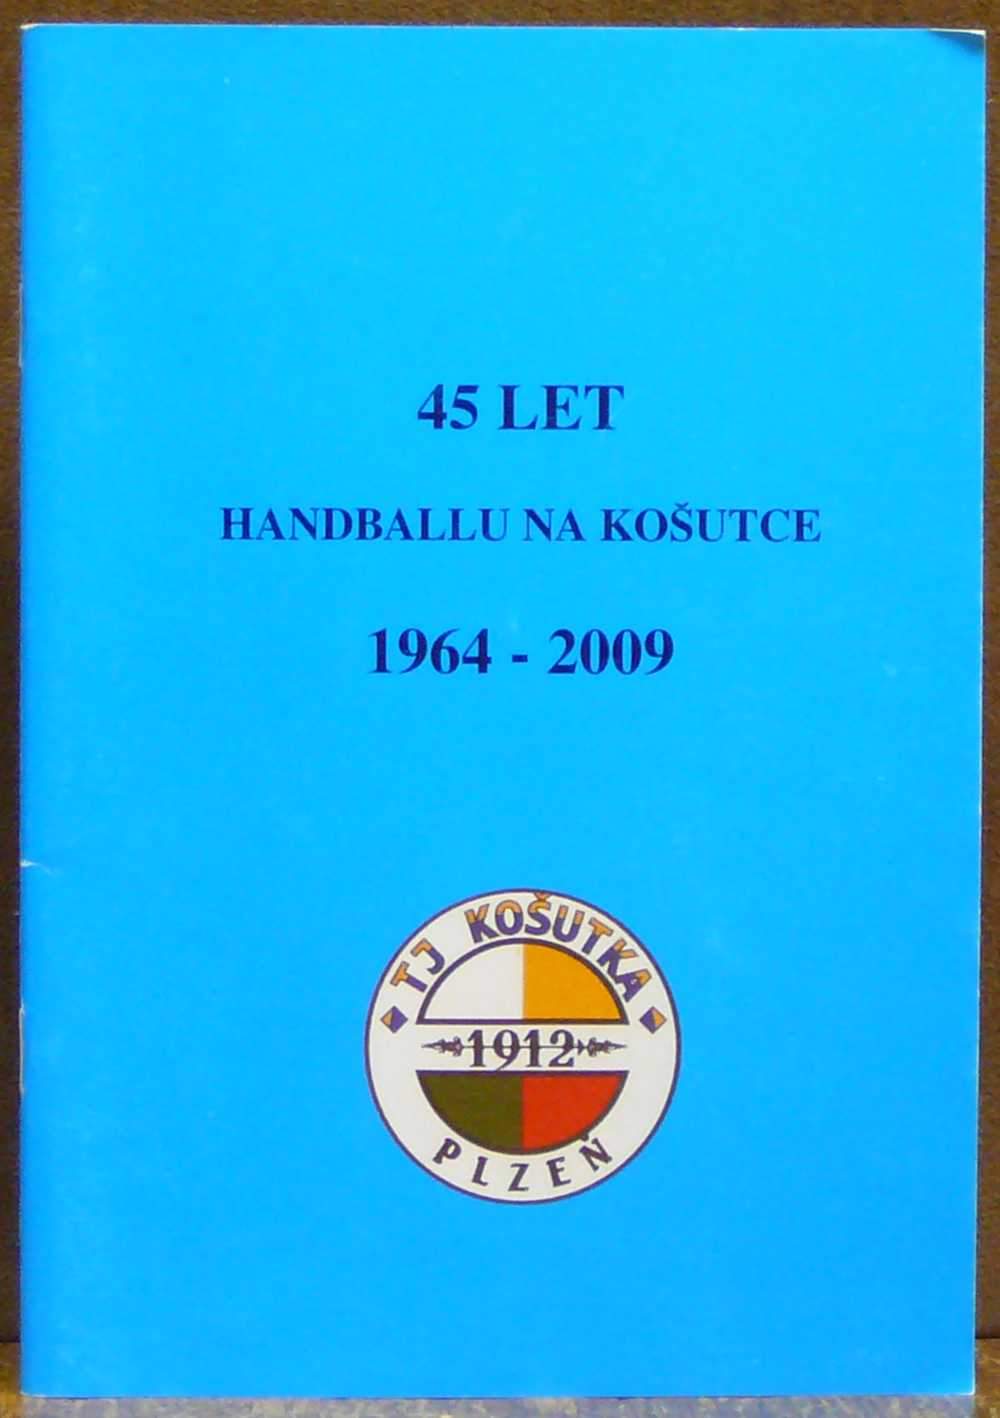 45 LET
HANDBALLU NA KOŠUTCE
1964 - 2009
TJ KOŠUTKA
1912
PLZEŇ